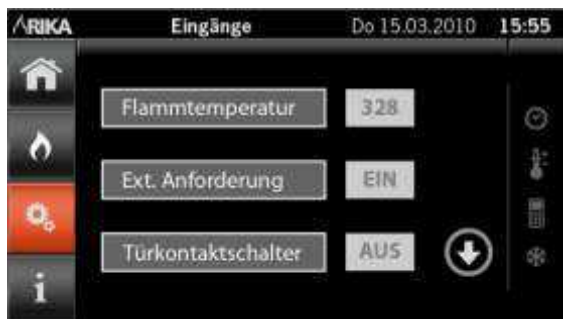 RIKA Eingänge Do 15.03.2010 15:55
Flammtemperatur 328
Ext. Anforderung EIN
Türkontaktschalter AUS
i